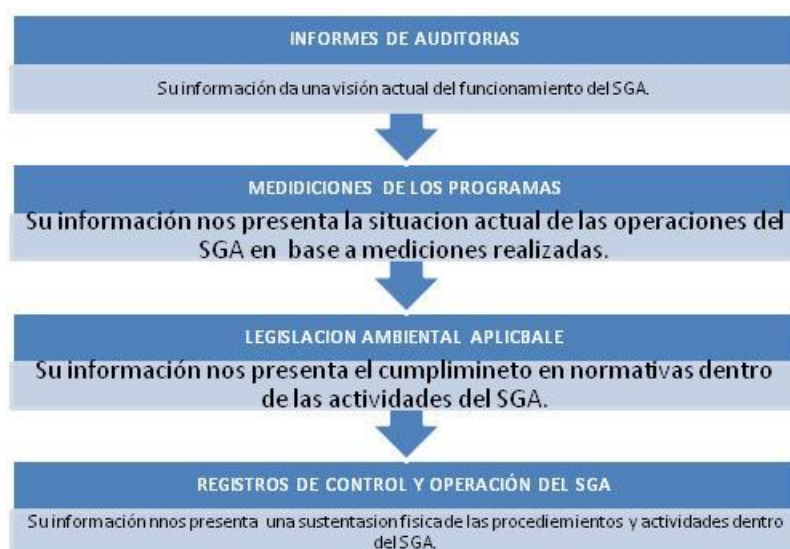 INFORMES DE AUDITORIAS
Su información da una visión actual del funcionamiento del SGA.
MEDIDICIONES DE LOS PROGRAMAS
Su información nos presenta la situacion actual de las operaciones del
SGA en base a mediciones realizadas.
LEGISLACION AMBIENTAL APLICBALE
Su información nos presenta el cumplimineto en normativas dentro
de las actividades del SGA.
REGISTROS DE CONTROL Y OPERACIÓN DEL SGA
Su información nnos presenta una sustentasion fisica de las procediemientos y actividades dentro
del SGA.